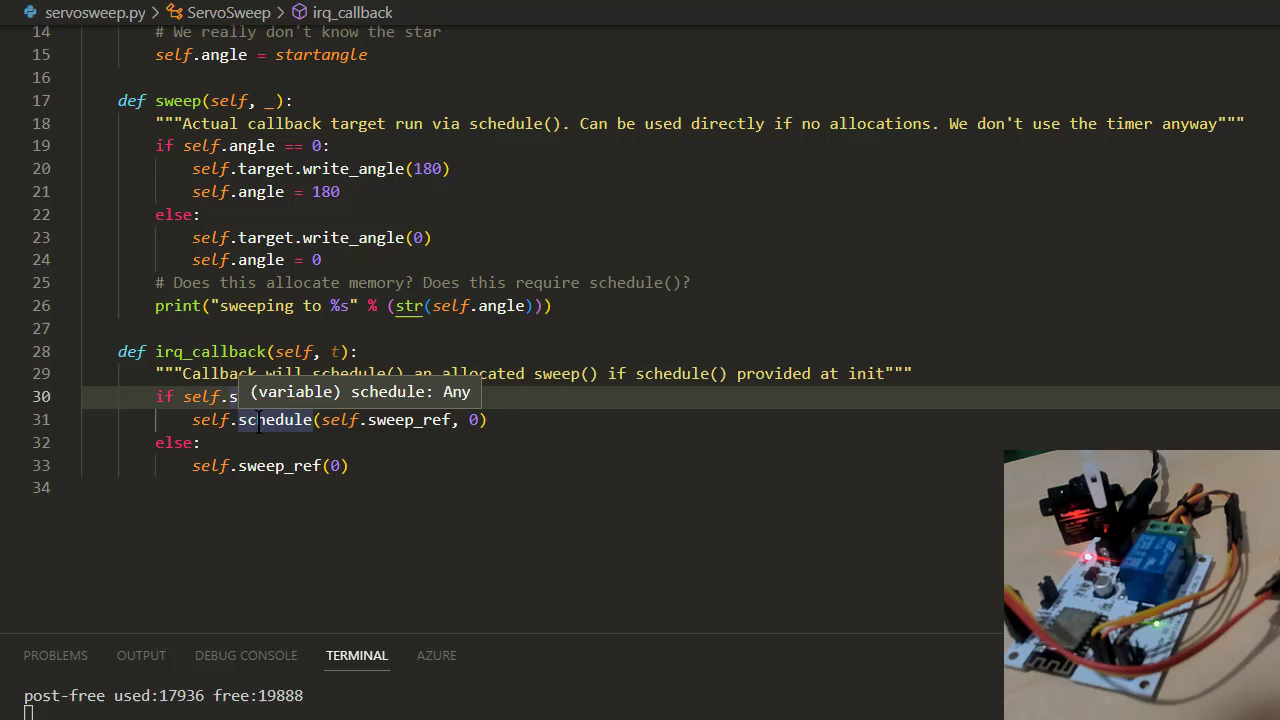 servosweep.py > ServoSweep > irq_callback
14 # We really don't know the star
15 self.angle = startangle
16
17 def sweep(self, _):
18 """Actual callback target run via schedule(). Can be used directly if no allocations. We don't use the timer anyway"""
19 if self.angle == 0:
20 self.target.write_angle(180)
21 self.angle = 180
22 else:
23 self.target.write_angle(0)
24 self.angle = 0
25 # Does this allocate memory? Does this require schedule()?
26 print("sweeping to %s" % (str(self.angle)))
27
28 def irq_callback(self, t):
29 """Callback will schedule() an allocated sweep() if schedule() provided at init"""
30 if self.s
(variable) schedule: Any
31 self.schedule(self.sweep_ref, 0)
32 else:
33 self.sweep_ref(0)
34
PROBLEMS OUTPUT DEBUG CONSOLE TERMINAL AZURE
post-free used:17936 free:19888